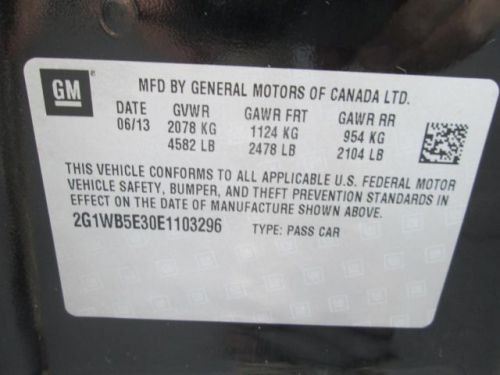 GM
MFD BY GENERAL MOTORS OF CANADA LTD.
DATE GVWR GAWR FRT GAWR RR
06/13 2078 KG 1124 KG 954 KG
4582 LB 2478 LB 2104 LB
THIS VEHICLE CONFORMS TO ALL APPLICABLE U.S. FEDERAL MOTOR
VEHICLE SAFETY, BUMPER, AND THEFT PREVENTION STANDARDS IN
EFFECT ON THE DATE OF MANUFACTURE SHOWN ABOVE.
2G1WB5E30E1103296 TYPE: PASS CAR